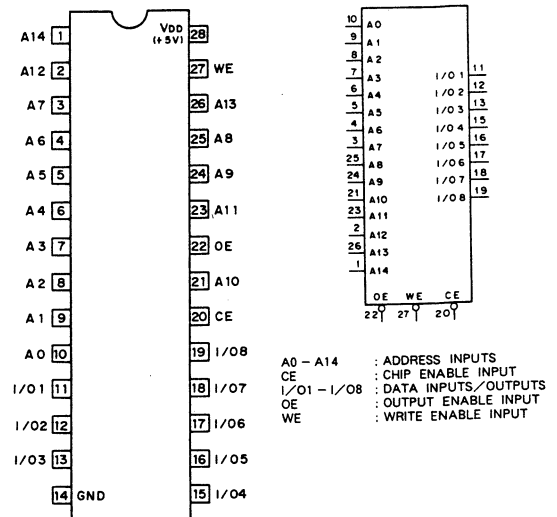 A14 1
VDD (+5V) 28
A12 2
27 WE
A7 3
26 A13
A6 4
25 A8
A5 5
24 A9
A4 6
23 A11
A3 7
22 OE
A2 8
21 A10
A1 9
20 CE
A0 10
19 I/O8
I/O1 11
18 I/O7
I/O2 12
17 I/O6
I/O3 13
16 I/O5
14 GND
15 I/O4
10 A0
9 A1
8 A2
7 A3
6 A4
5 A5
4 A6
3 A7
25 A8
24 A9
21 A10
23 A11
2 A12
26 A13
1 A14
I/O1 11
I/O2 12
I/O3 13
I/O4 15
I/O5 16
I/O6 17
I/O7 18
I/O8 19
OE WE CE
22 27 20
A0 - A14 : ADDRESS INPUTS
CE : CHIP ENABLE INPUT
I/O1 - I/O8 : DATA INPUTS/OUTPUTS
OE : OUTPUT ENABLE INPUT
WE : WRITE ENABLE INPUT